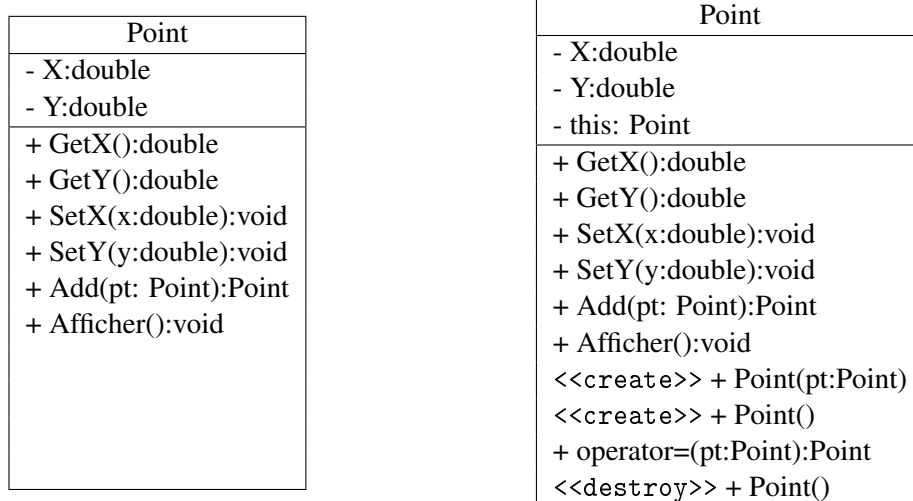 Point
- X:double
- Y:double
+ GetX():double
+ GetY():double
+ SetX(x:double):void
+ SetY(y:double):void
+ Add(pt: Point):Point
+ Afficher():void
Point
- X:double
- Y:double
- this: Point
+ GetX():double
+ GetY():double
+ SetX(x:double):void
+ SetY(y:double):void
+ Add(pt: Point):Point
+ Afficher():void
<<create>> + Point(pt:Point)
<<create>> + Point()
+ operator=(pt:Point):Point
<<destroy>> + Point()